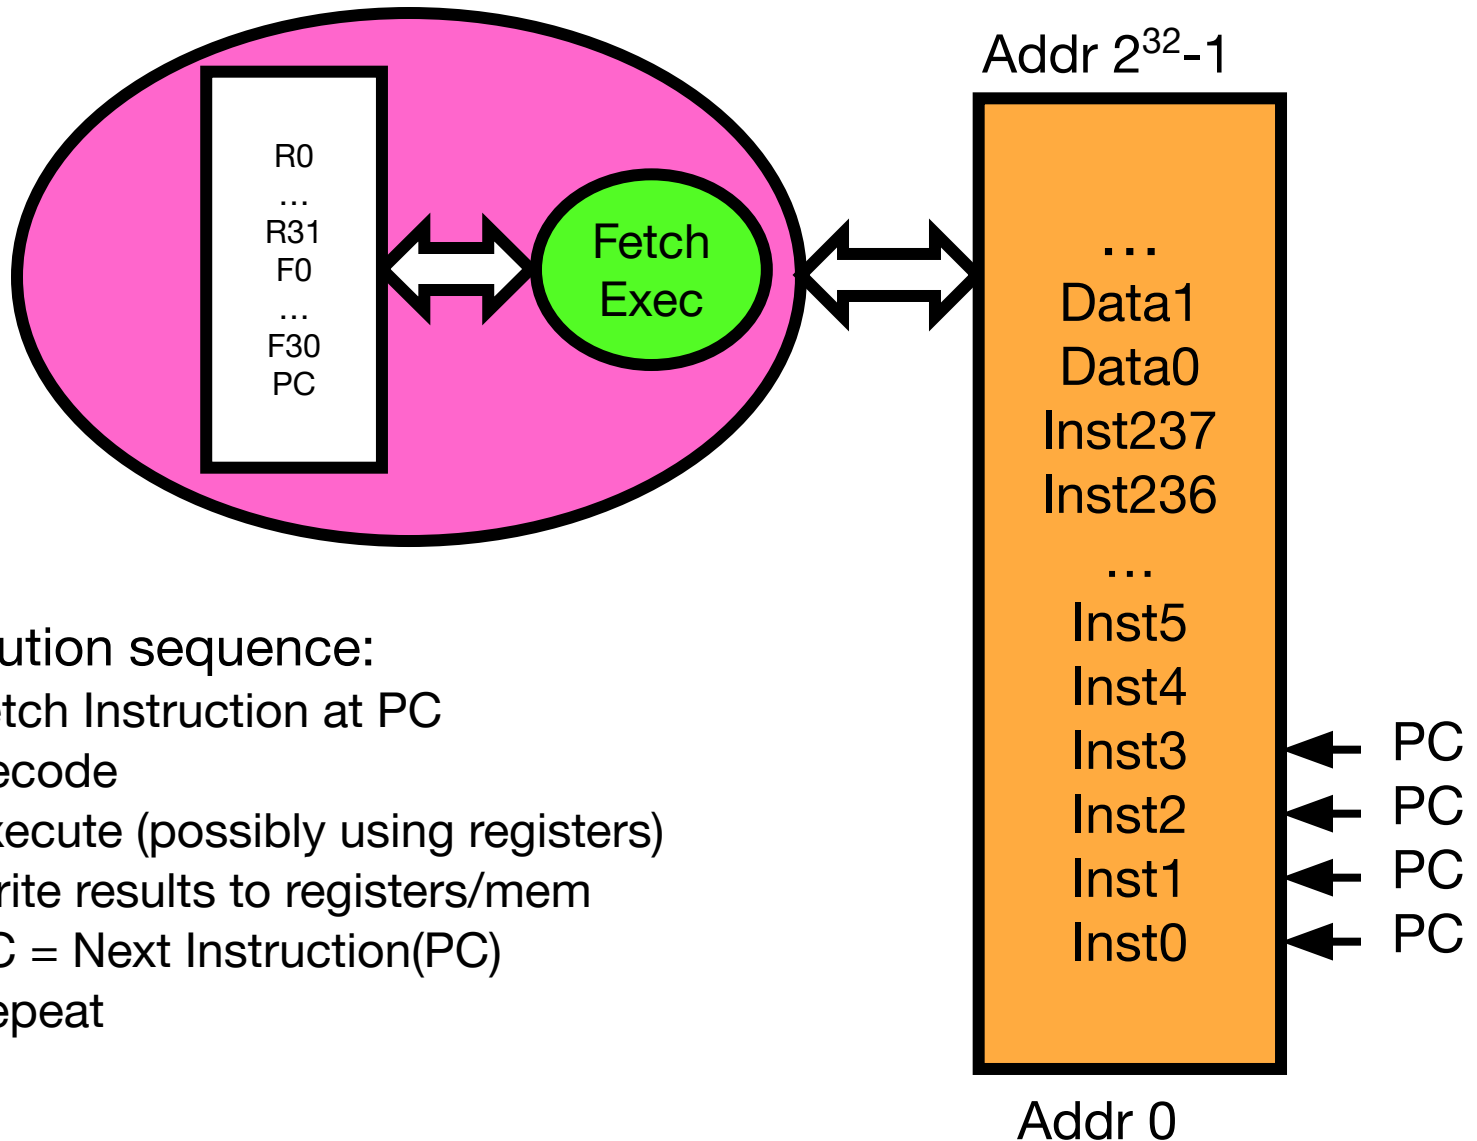 R0
…
R31
F0
…
F30
PC
Fetch
Exec
Addr 2³²-1
…
Data1
Data0
Inst237
Inst236
…
Inst5
Inst4
Inst3
Inst2
Inst1
Inst0
PC
PC
PC
PC
Addr 0
ution sequence:
etch Instruction at PC
ecode
xecute (possibly using registers)
rite results to registers/mem
C = Next Instruction(PC)
epeat